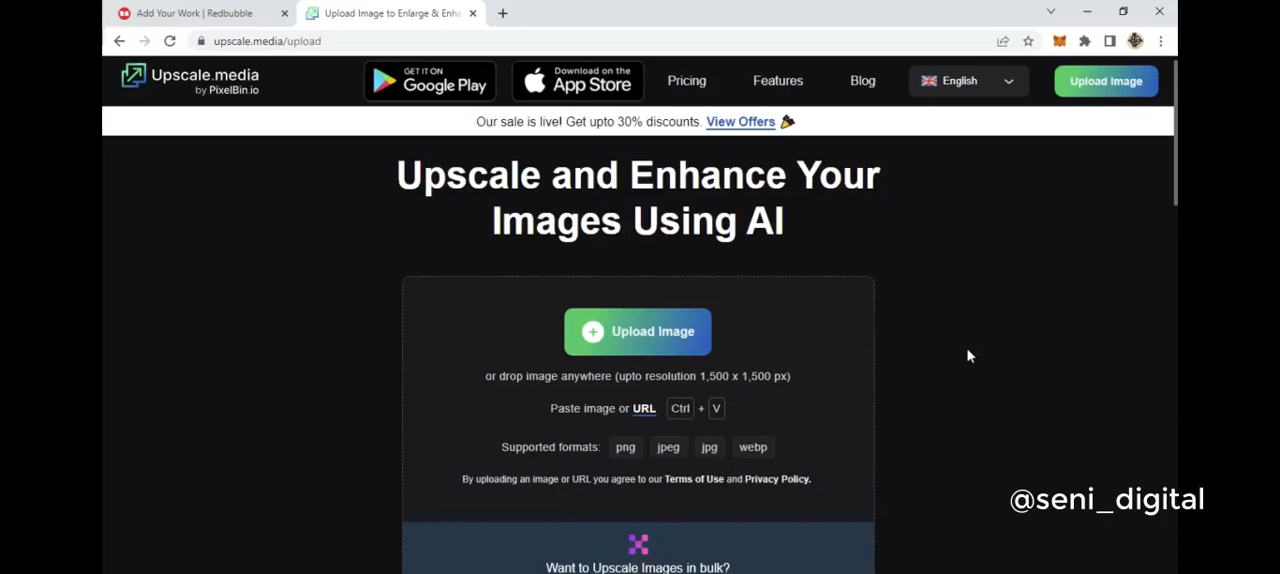 Add Your Work | Redbubble
Upload Image to Enlarge & Enha
upscale.media/upload
Upscale.media
by PixelBin.io
GET IT ON
Google Play
Download on the
App Store
Pricing
Features
Blog
English
Upload Image
Our sale is live! Get upto 30% discounts. View Offers
Upscale and Enhance Your
Images Using AI
Upload Image
or drop image anywhere (upto resolution 1,500 x 1,500 px)
Paste image or URL Ctrl + V
Supported formats: png jpeg jpg webp
By uploading an image or URL you agree to our Terms of Use and Privacy Policy.
@seni_digital
Want to Upscale Images in bulk?